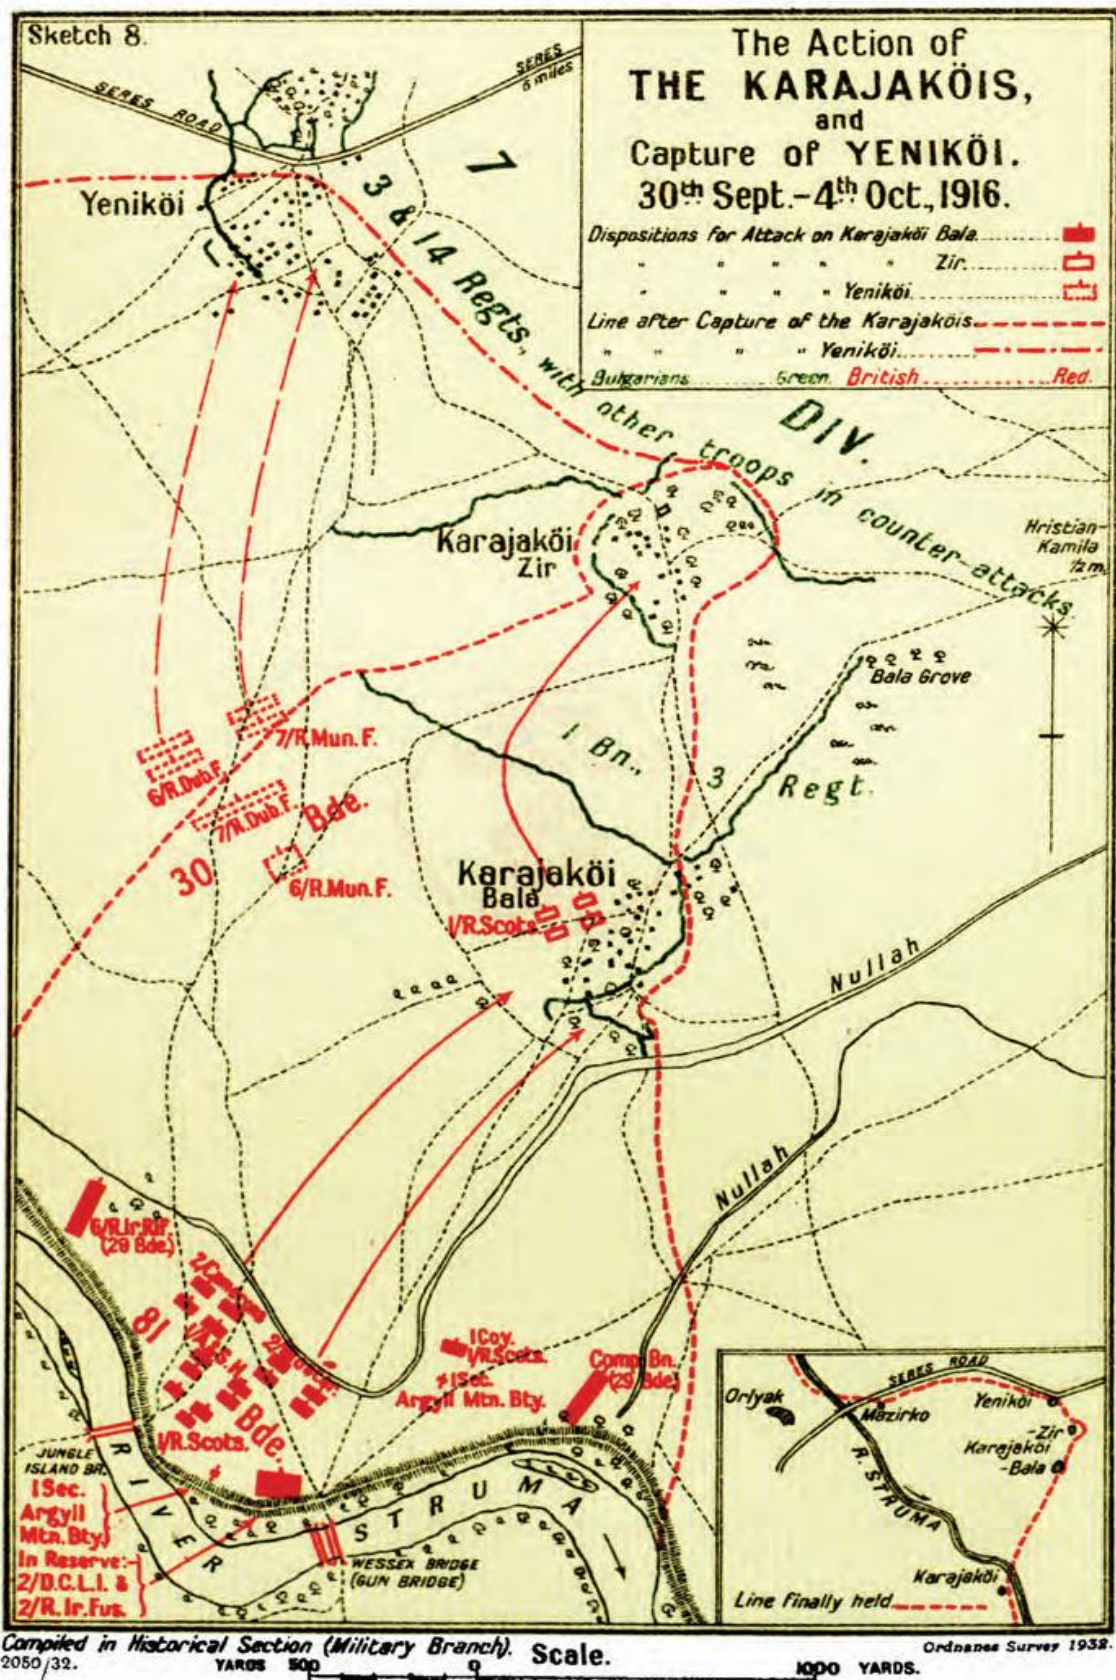 Sketch 8.
The Action of
THE KARAJAKÖIS,
and
Capture of YENIKÖI.
30th Sept.-4th Oct., 1916.
Dispositions for Attack on Karajaköi Bala
" " " " " Zir
" " " " Yeniköi
Line after Capture of the Karajaköis
" " " " Yeniköi
Bulgarians Green. British Red.
SERES ROAD
SERES
6 miles
Yeniköi
7
DIV.
3 & 14 Regts, with other troops in counter-attacks
Karajaköi
Zir
Hristian-
Kamila
1/2 m.
Bala Grove
1 Bn., 3 Regt.
7/R.Mun.F.
6/R.Dub.F.
7/R.Dub.F.
30 Bde.
6/R.Mun.F.
Karajaköi
Bala
1/R.Scots
Nullah
Nullah
6/R.Ir.Rif.
(29 Bde.)
81 Bde.
1/R.Scots.
1 Coy.
1/R.Scots.
1 Sec.
Argyll Mtn. Bty.
Comp. Bn.
(29 Bde.)
JUNGLE
ISLAND BR.
1 Sec.
Argyll
Mtn. Bty.
In Reserve:-
2/D.C.L.I. &
2/R.Ir.Fus.
RIVER STRUMA
WESSEX BRIDGE
(GUN BRIDGE)
SERES ROAD
Orlyak
Mazirko
Yeniköi
-Zir
Karajaköi
-Bala
R. STRUMA
Karajaköi
Line finally held
Compiled in Historical Section (Military Branch).
Ordnance Survey 1932.
2050/32.
Scale.
YARDS 500 0 1000 YARDS.